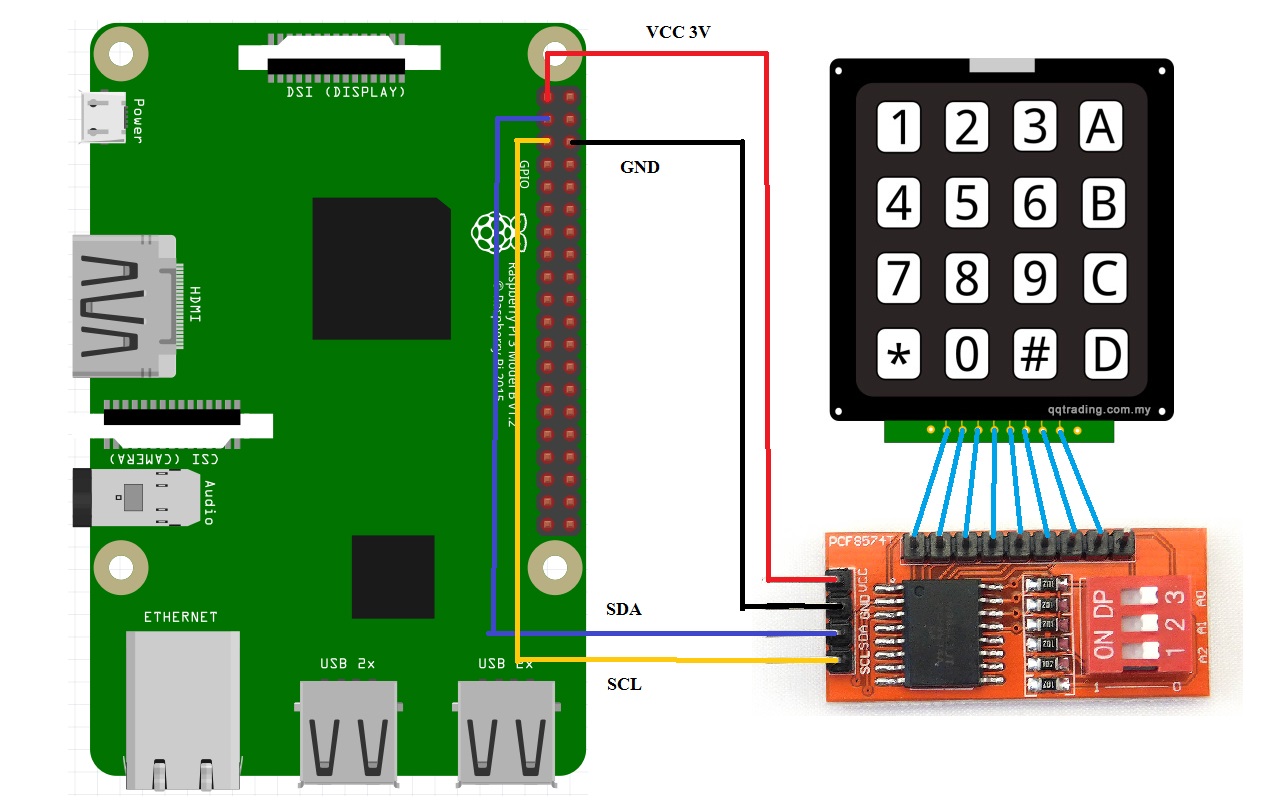 VCC 3V
DSI (DISPLAY)
Power
GND
GPIO
HDMI
Raspberry Pi 3 Model B V1.2
© Raspberry Pi 2015
CSI (CAMERA)
Audio
ETHERNET
USB 2x
USB 2x
SDA
SCL
1 2 3 A
4 5 6 B
7 8 9 C
* 0 # D
qqtrading.com.my
PCF8574T
VCC
GND
SDA
SCL
ON DP
1 2 3
A0
A1
A2
1
0